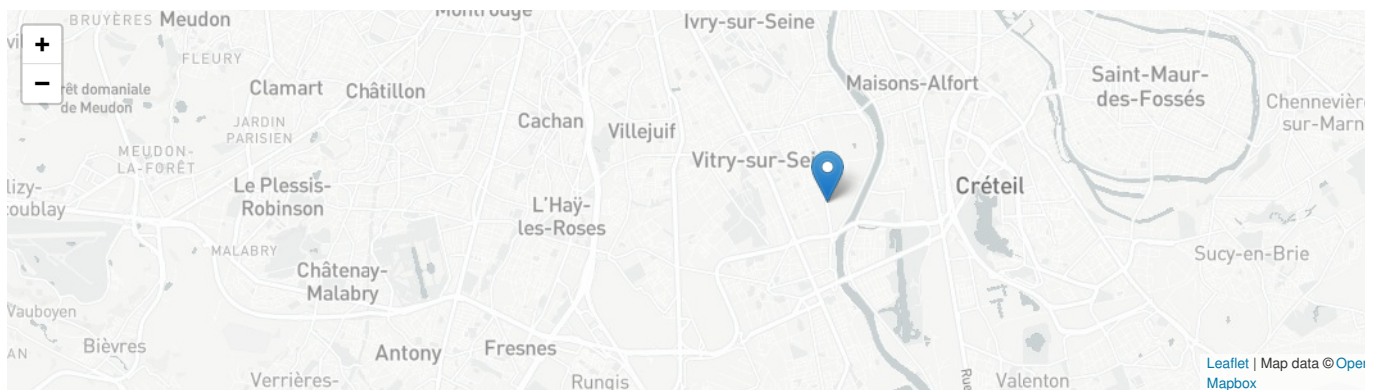 BRUYÈRES
Meudon
Ivry-sur-Seine
+
FLEURY
−
Clamart
Châtillon
Maisons-Alfort
Saint-Maur-
des-Fossés
de Meudon
domaniale
JARDIN
PARISIEN
Cachan
Villejuif
MEUDON-
LA-FORÊT
Vitry-sur-Sei
Le Plessis-
Robinson
Créteil
L'Haÿ-
les-Roses
MALABRY
Sucy-en-Brie
Châtenay-
Malabry
Vauboyen
Bièvres
Antony
Fresnes
Verrières-
Rungis
Valenton
Leaflet | Map data © Oper
Mapbox